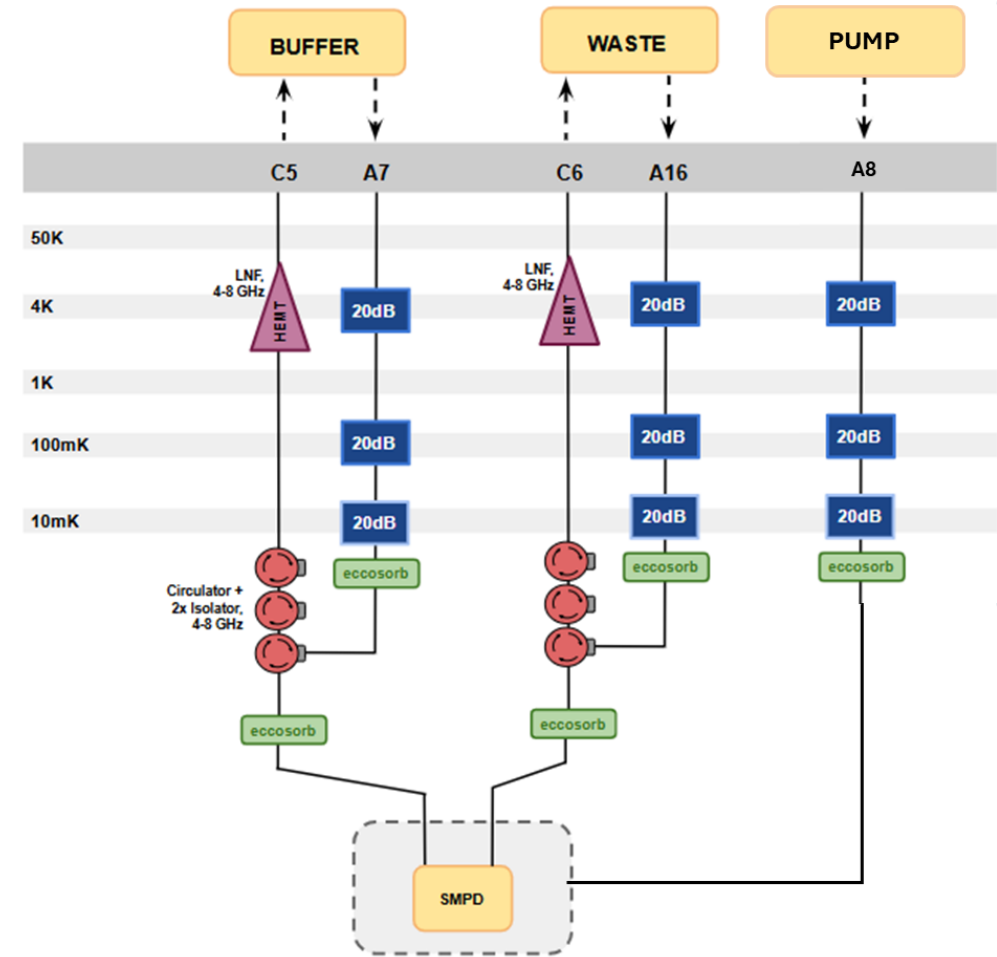 BUFFER
WASTE
PUMP
C5
A7
C6
A16
A8
50K
LNF,
4-8 GHz
LNF,
4-8 GHz
4K
HEMT
20dB
HEMT
20dB
20dB
1K
100mK
20dB
20dB
20dB
10mK
20dB
20dB
20dB
eccosorb
eccosorb
eccosorb
Circulator +
2x Isolator,
4-8 GHz
eccosorb
eccosorb
SMPD